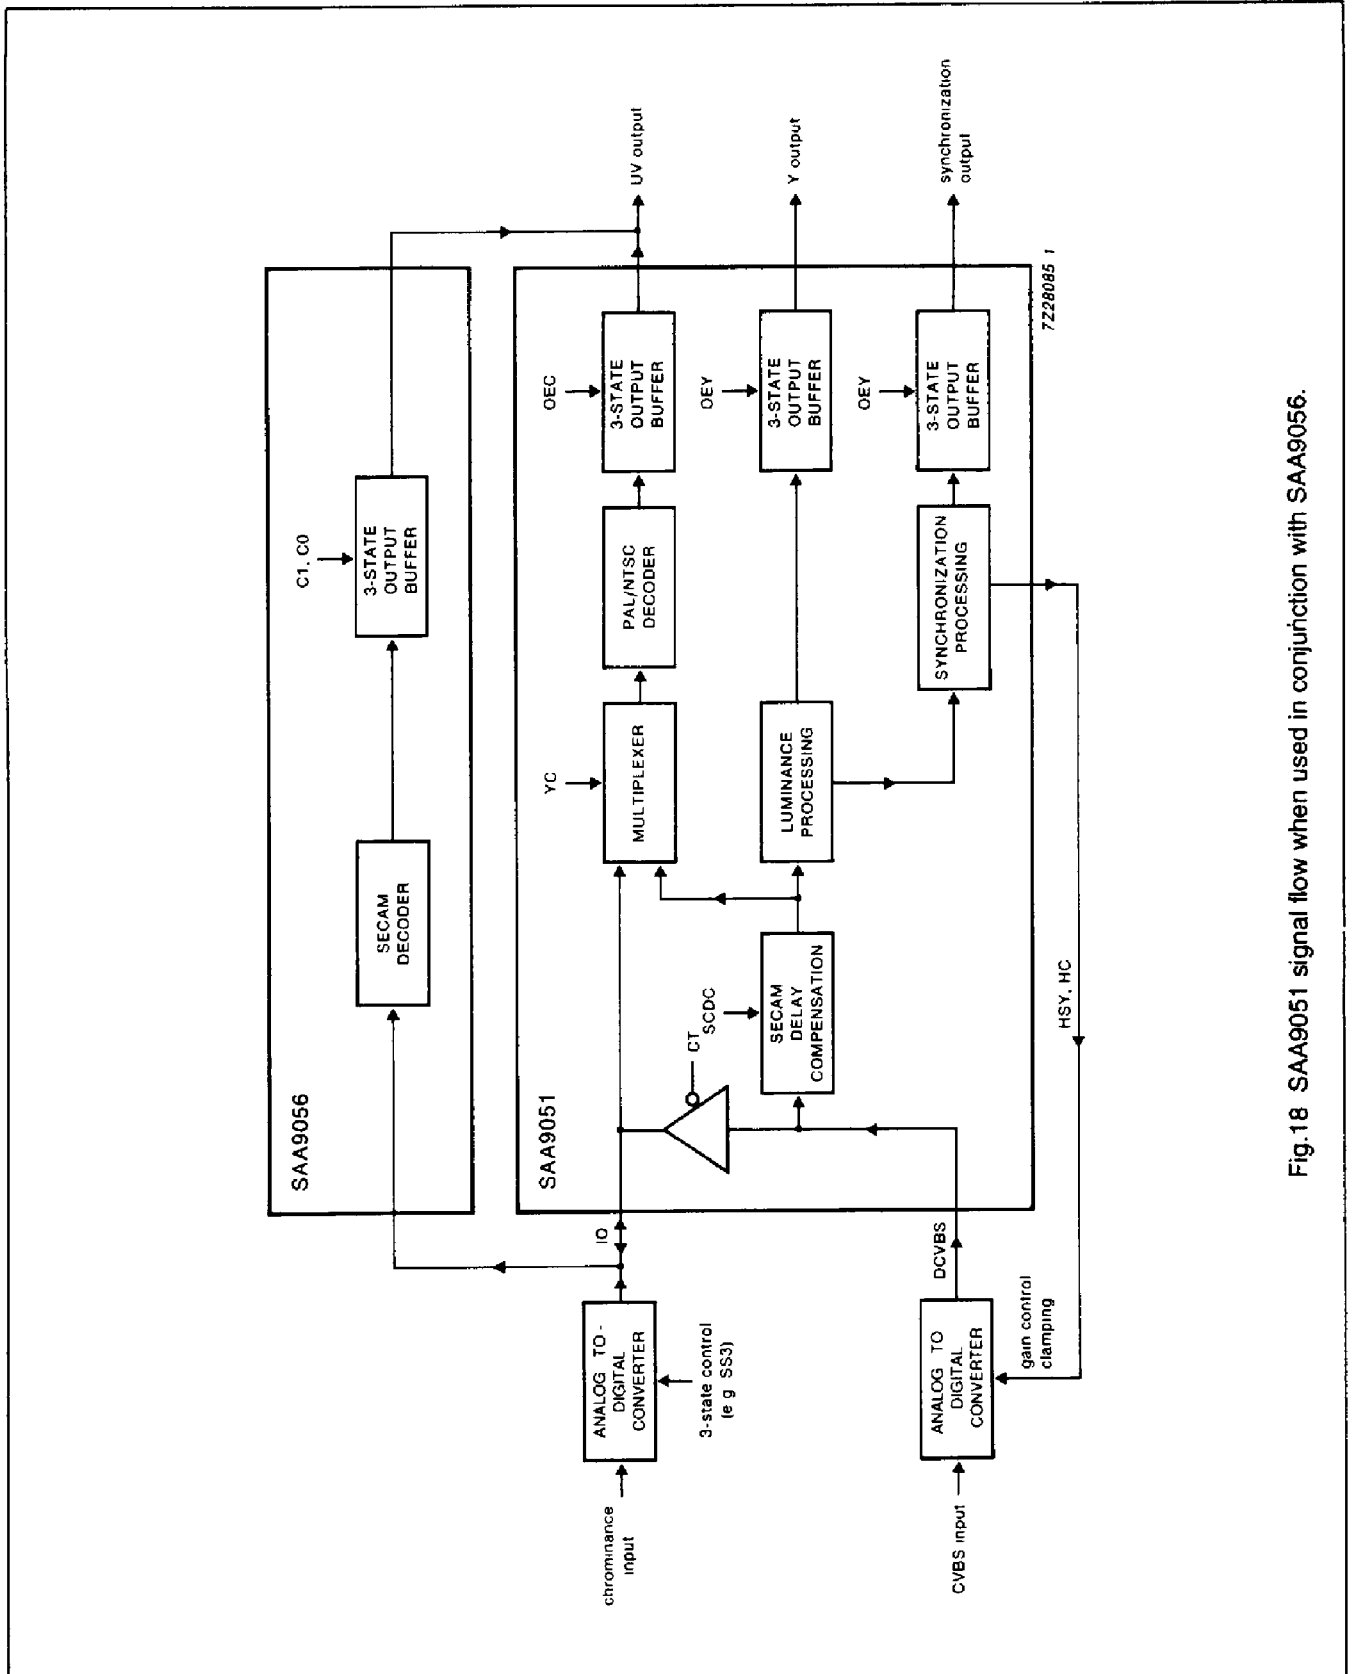 SAA9056
SECAM
DECODER
C1, C0
3-STATE
OUTPUT
BUFFER
SAA9051
chrominance
input
ANALOG TO-
DIGITAL
CONVERTER
3-state control
(e g SS3)
IO
CT
YC
MULTIPLEXER
PAL/NTSC
DECODER
OEC
3-STATE
OUTPUT
BUFFER
UV output
SCDC
SECAM
DELAY
COMPENSATION
LUMINANCE
PROCESSING
OEY
3-STATE
OUTPUT
BUFFER
Y output
CVBS input
ANALOG TO
DIGITAL
CONVERTER
DCVBS
gain control
clamping
HSY, HC
SYNCHRONIZATION
PROCESSING
OEY
3-STATE
OUTPUT
BUFFER
synchronization
output
7Z28085 1
Fig.18 SAA9051 signal flow when used in conjunction with SAA9056.